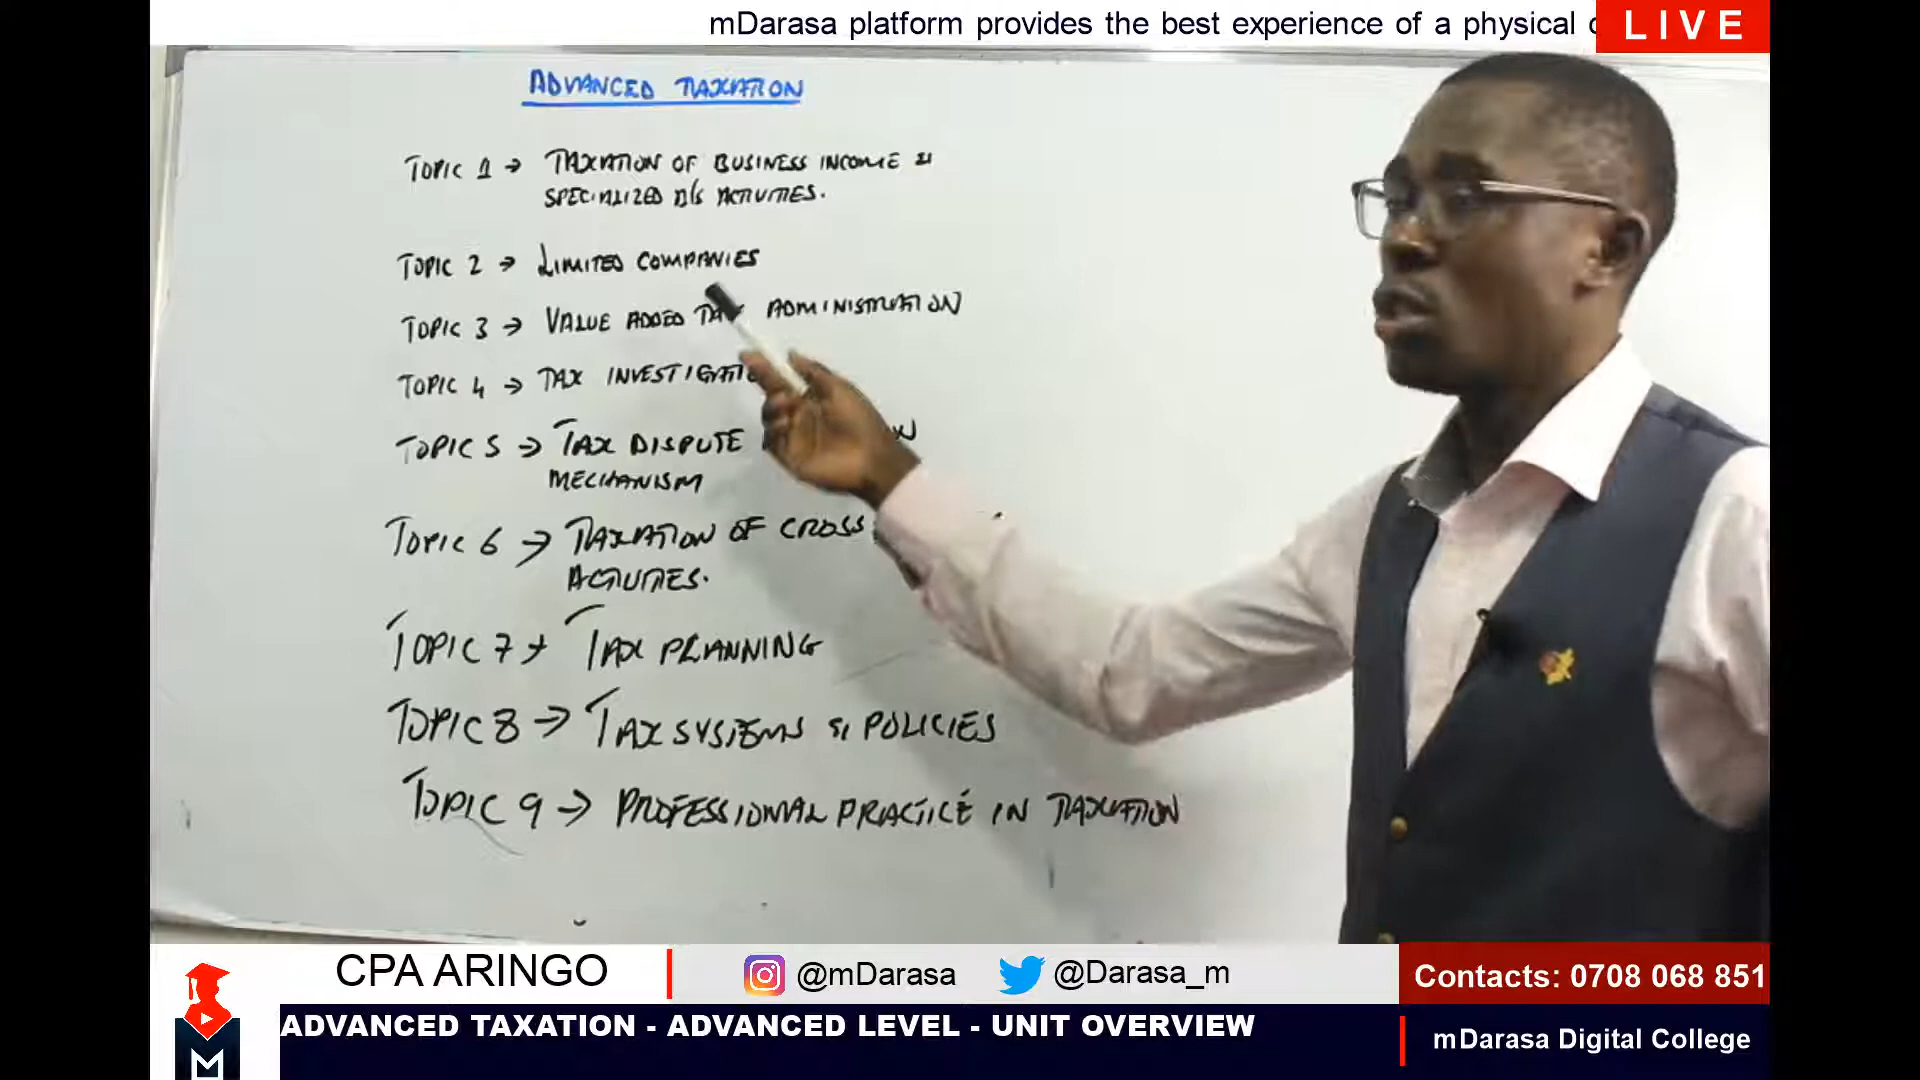 mDarasa platform provides the best experience of a physical
LIVE
ADVANCED TAXATION
TOPIC 1 → TAXATION OF BUSINESS INCOME &
SPECIALIZED B/S ACTIVITIES.
TOPIC 2 → LIMITED COMPANIES
TOPIC 3 → VALUE ADDED TAX ADMINISTRATION
TOPIC 4 → TAX
TOPIC 5 → TAX DISPUTE
MECHANISM
TOPIC 6 → TAXATION OF CROSS
ACTIVITIES.
TOPIC 7 → TAX PLANNING
TOPIC 8 → TAX SYSTEMS & POLICIES
TOPIC 9 → PROFESSIONAL PRACTICE IN TAXATION
CPA ARINGO
@mDarasa
@Darasa_m
Contacts: 0708 068 851
M
ADVANCED TAXATION - ADVANCED LEVEL - UNIT OVERVIEW
mDarasa Digital College